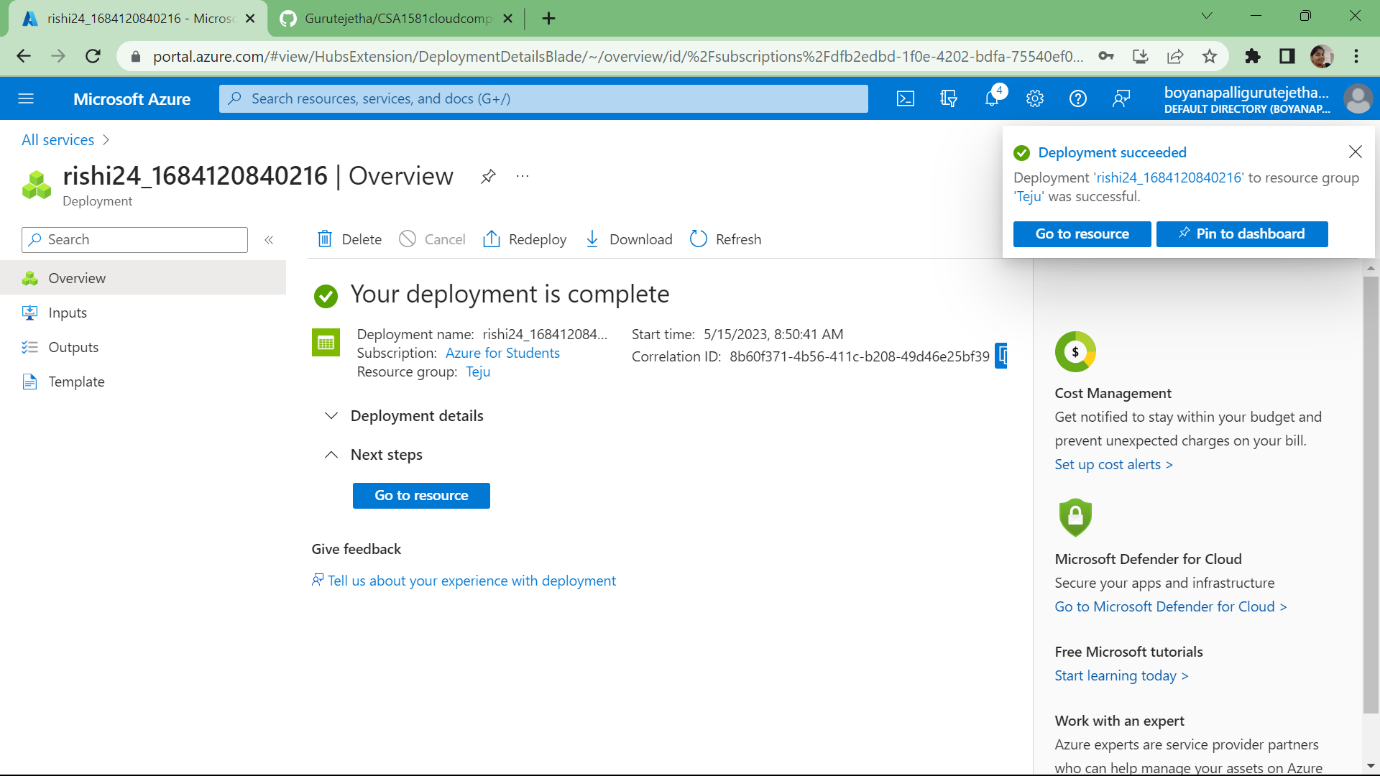 rishi24_1684120840216 - Microso
Gurutejetha/CSA1581cloudcomp
portal.azure.com/#view/HubsExtension/DeploymentDetailsBlade/~/overview/id/%2Fsubscriptions%2Fdfb2edbd-1f0e-4202-bdfa-75540ef0...
Microsoft Azure
Search resources, services, and docs (G+/)
4
boyanapalligurutejetha...
DEFAULT DIRECTORY (BOYANAP...
All services >
rishi24_1684120840216 | Overview
Deployment
Deployment succeeded
Deployment 'rishi24_1684120840216' to resource group
'Teju' was successful.
Go to resource
Pin to dashboard
Search
Overview
Inputs
Outputs
Template
Delete
Cancel
Redeploy
Download
Refresh
Your deployment is complete
Deployment name: rishi24_168412084...
Subscription: Azure for Students
Resource group: Teju
Start time: 5/15/2023, 8:50:41 AM
Correlation ID: 8b60f371-4b56-411c-b208-49d46e25bf39
Deployment details
Next steps
Go to resource
Give feedback
Tell us about your experience with deployment
$
Cost Management
Get notified to stay within your budget and
prevent unexpected charges on your bill.
Set up cost alerts >
Microsoft Defender for Cloud
Secure your apps and infrastructure
Go to Microsoft Defender for Cloud >
Free Microsoft tutorials
Start learning today >
Work with an expert
Azure experts are service provider partners
who can help manage your assets on Azure